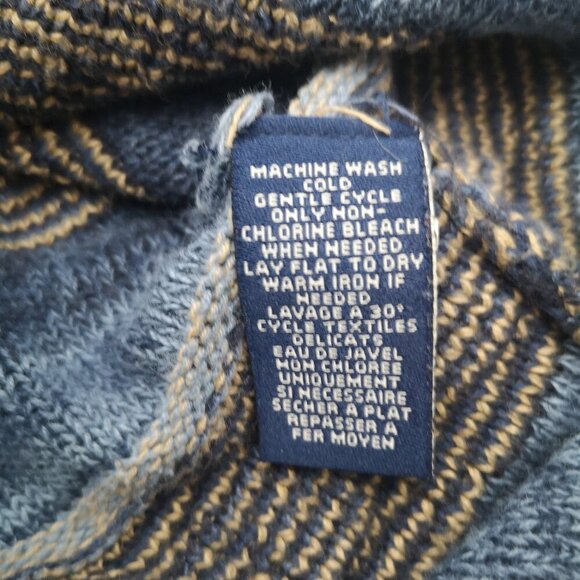 MACHINE WASH
COLD
GENTLE CYCLE
ONLY NON-
CHLORINE BLEACH
WHEN NEEDED
LAY FLAT TO DRY
WARM IRON IF
NEEDED
LAVAGE A 30°
CYCLE TEXTILES
DELICATS
EAU DE JAVEL
NON CHLOREE
UNIQUEMENT
SI NECESSAIRE
SECHER A PLAT
REPASSER A
FER MOYEN